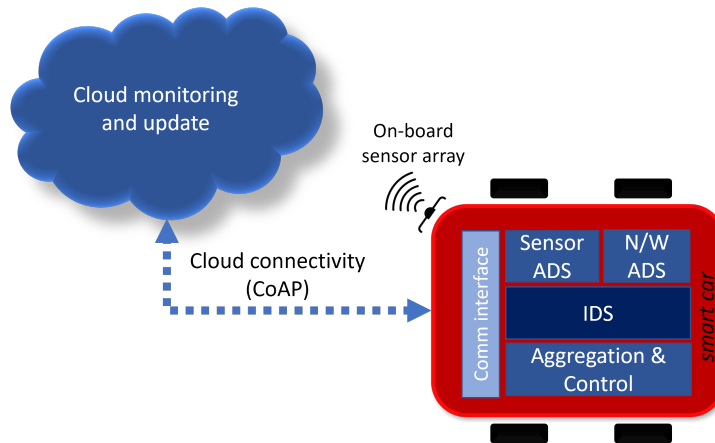 Cloud monitoring
and update
On-board
sensor array
Cloud connectivity
(CoAP)
Comm interface
Sensor
ADS
N/W
ADS
IDS
Aggregation &
Control
smart car